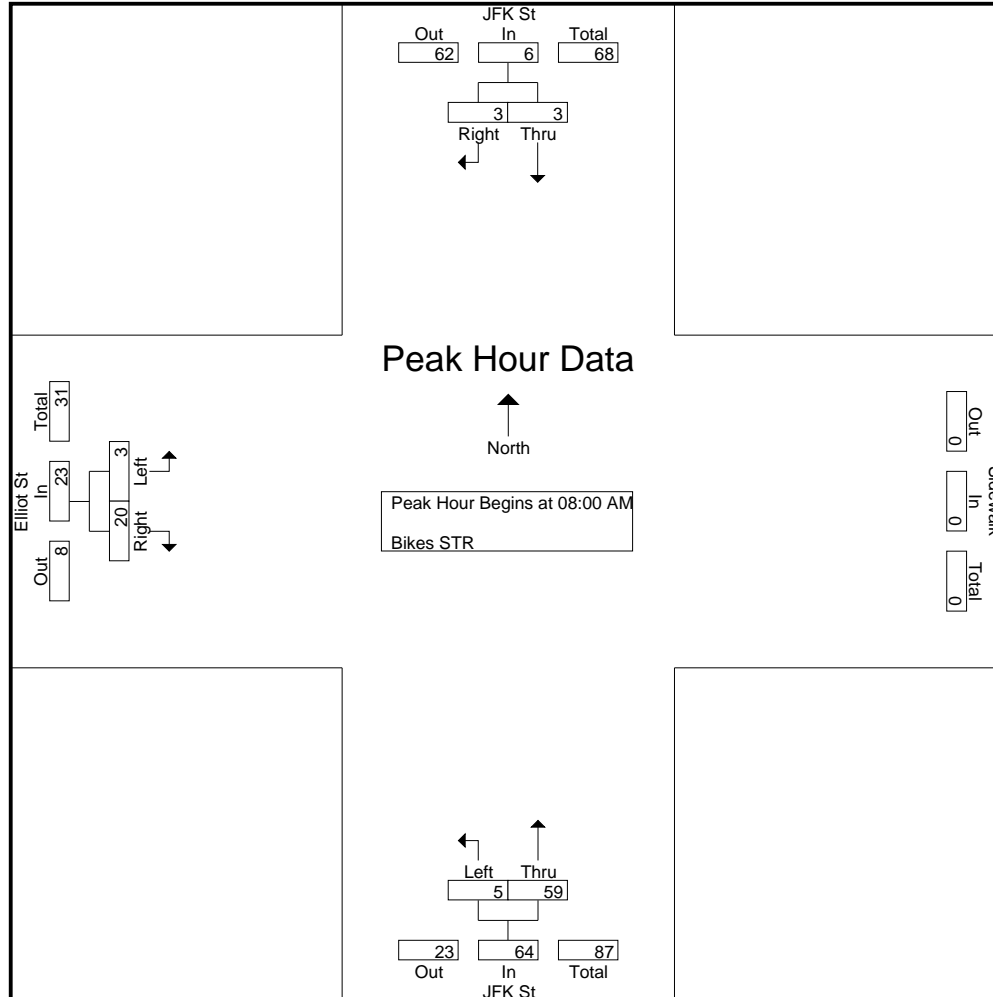 JFK St
Out In Total
62 6 68
3 3
Right Thru
Peak Hour Data
North
Peak Hour Begins at 08:00 AM
Bikes STR
Elliot St
Total In Out
31 23 8
3 20
Left Right
Out In Total
0 0 0
Left Thru
5 59
23 64 87
Out In Total
JFK St